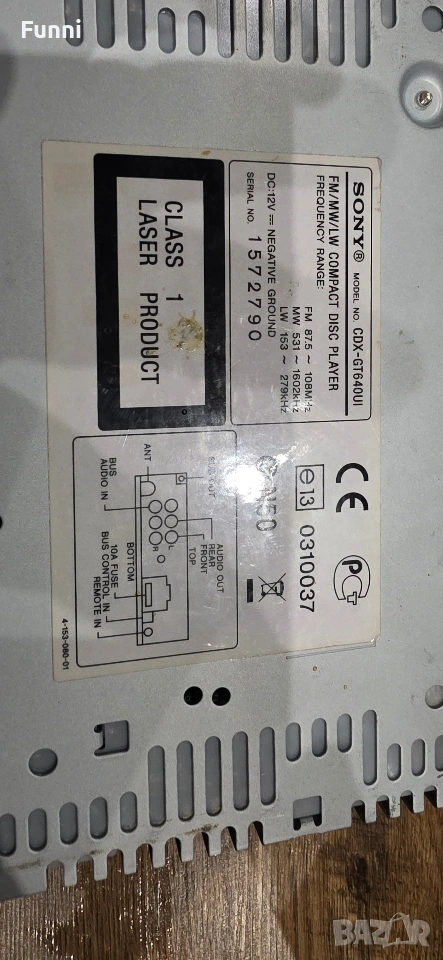 Funni
SONY® MODEL NO. CDX-GT640UI
FM/MW/LW COMPACT DISC PLAYER
FREQUENCY RANGE:
FM 87.5 ~ 108MHz
MW 531 ~ 1602kHz
LW 153 ~ 279kHz
DC:12V NEGATIVE GROUND
SERIAL NO. 1572790
CLASS 1
LASER PRODUCT
CE
PCT
e13 0310037
N50
SUB OUT
AUDIO OUT
REAR
FRONT
TOP
L
R
ANT
BUS
AUDIO IN
BOTTOM
10A FUSE
BUS CONTROL IN
REMOTE IN
4-153-080-01
BAZAR